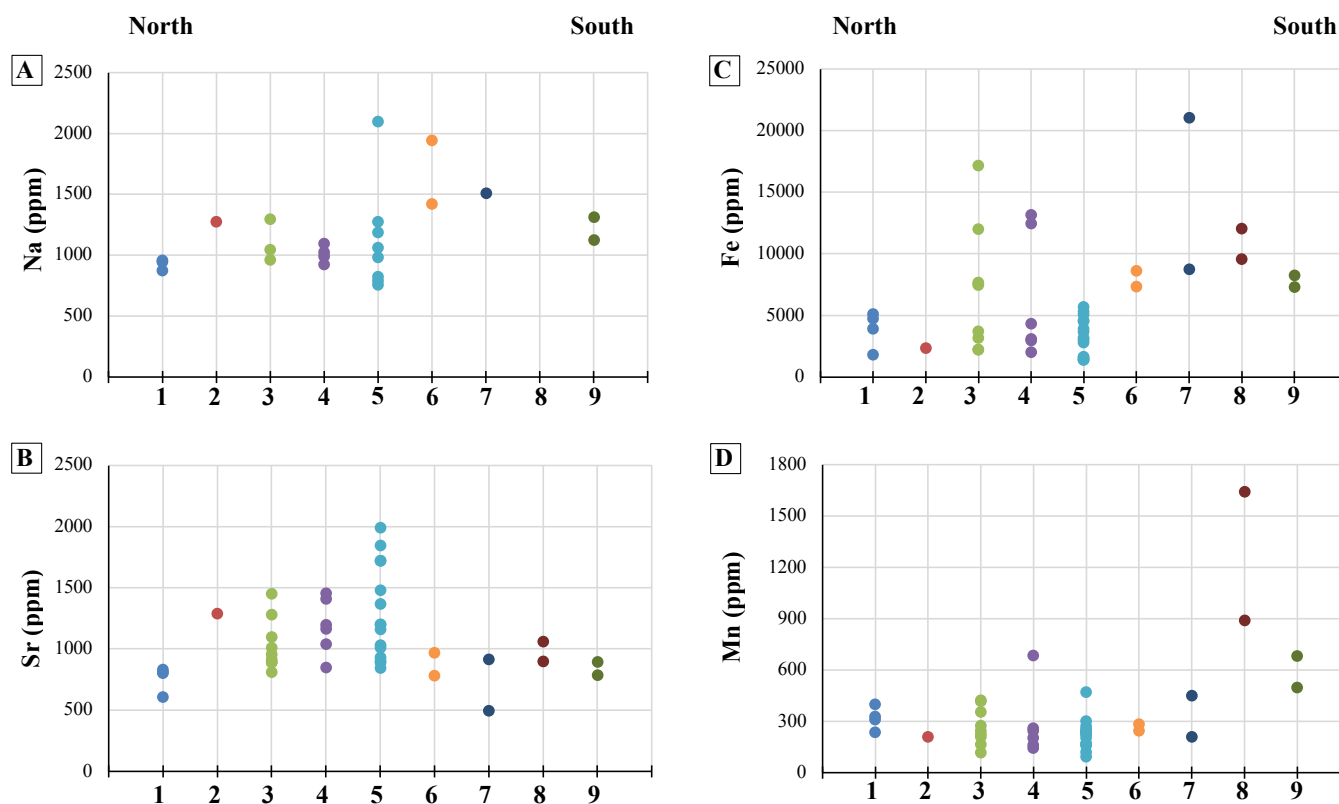 North South North South
A
Na (ppm)
2500
2000
1500
1000
500
0
1 2 3 4 5 6 7 8 9
C
Fe (ppm)
25000
20000
15000
10000
5000
0
1 2 3 4 5 6 7 8 9
B
Sr (ppm)
2500
2000
1500
1000
500
0
1 2 3 4 5 6 7 8 9
D
Mn (ppm)
1800
1500
1200
900
600
300
0
1 2 3 4 5 6 7 8 9